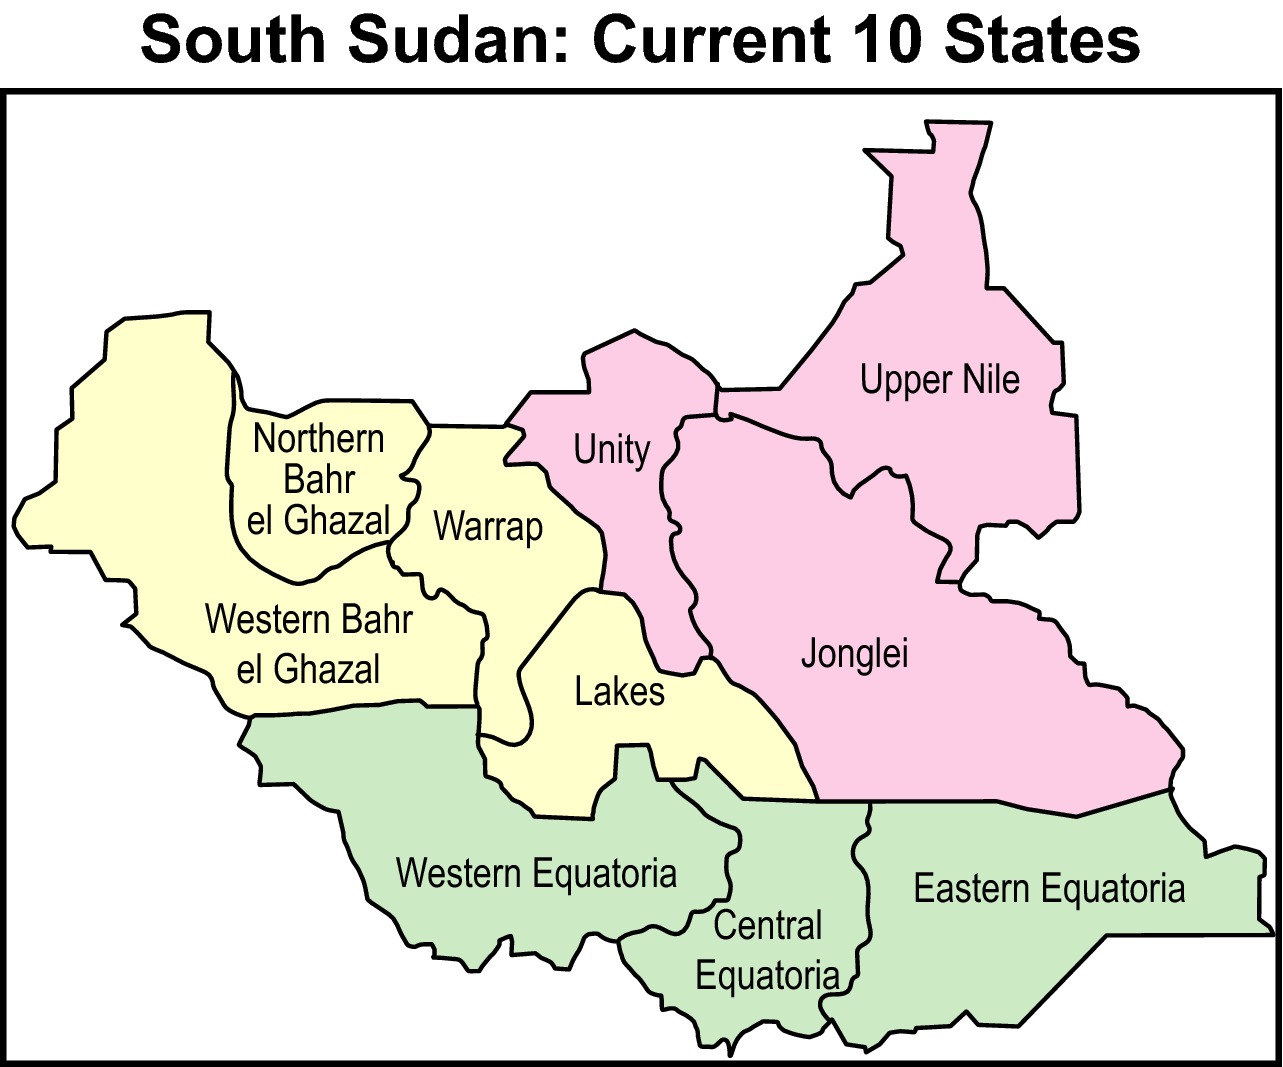 South Sudan: Current 10 States
Upper Nile
Northern
Bahr
el Ghazal
Unity
Warrap
Western Bahr
el Ghazal
Jonglei
Lakes
Western Equatoria
Eastern Equatoria
Central
Equatoria